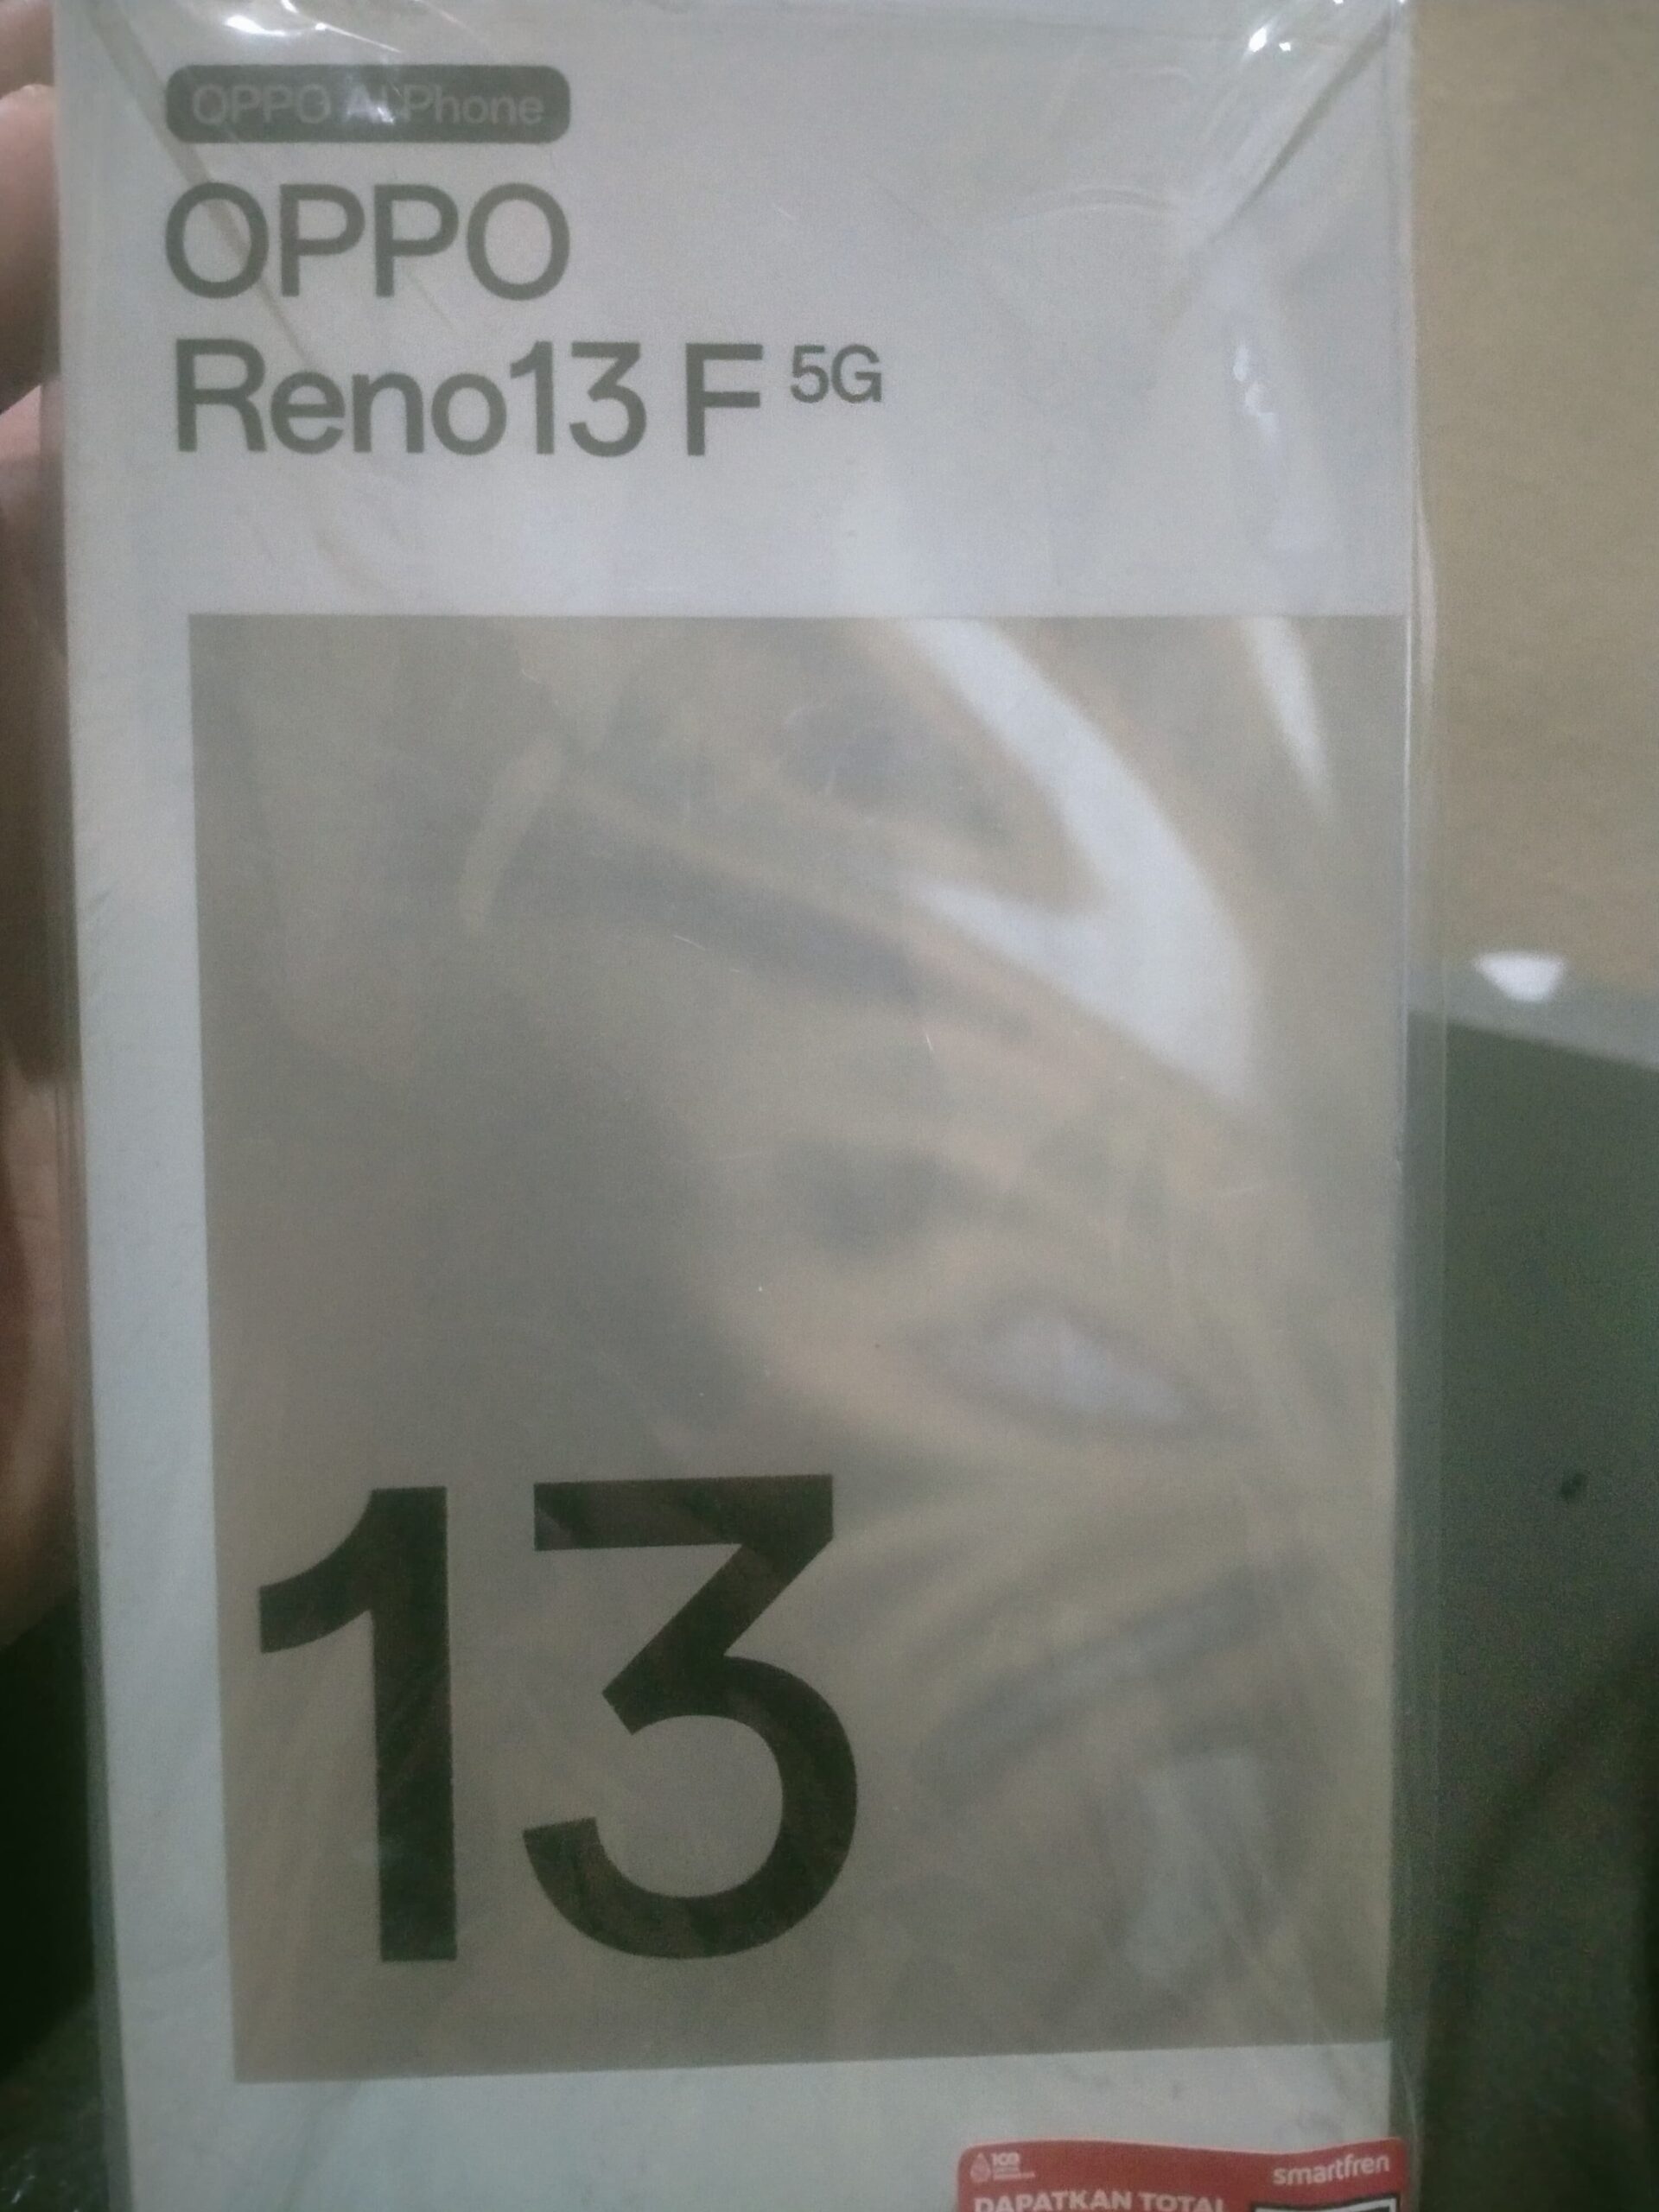 OPPO AI Phone
OPPO
Reno13 F 5G
13
smartfren
DAPATKAN TOTAL